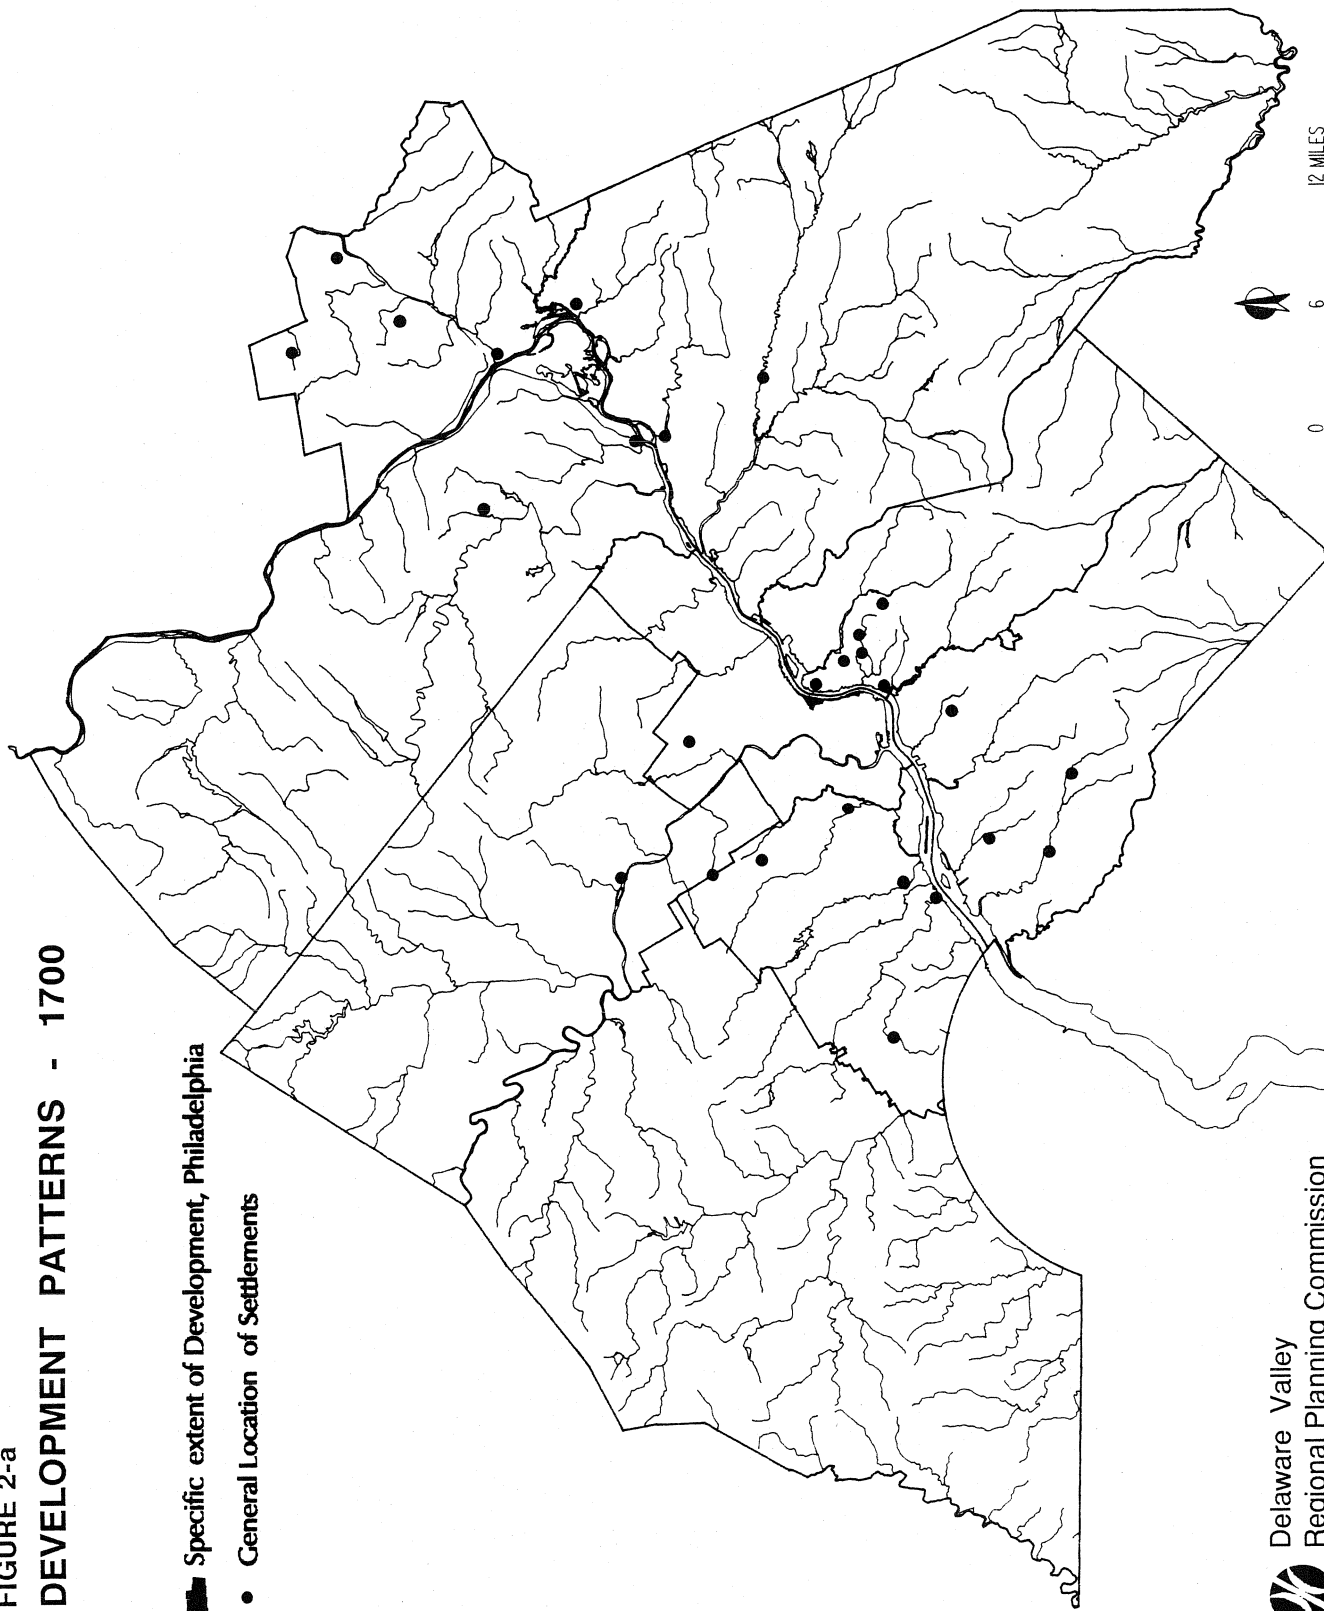 FIGURE 2-a
DEVELOPMENT PATTERNS - 1700
Specific extent of Development, Philadelphia
General Location of Settlements
Delaware Valley
Regional Planning Commission
0 6 12 MILES